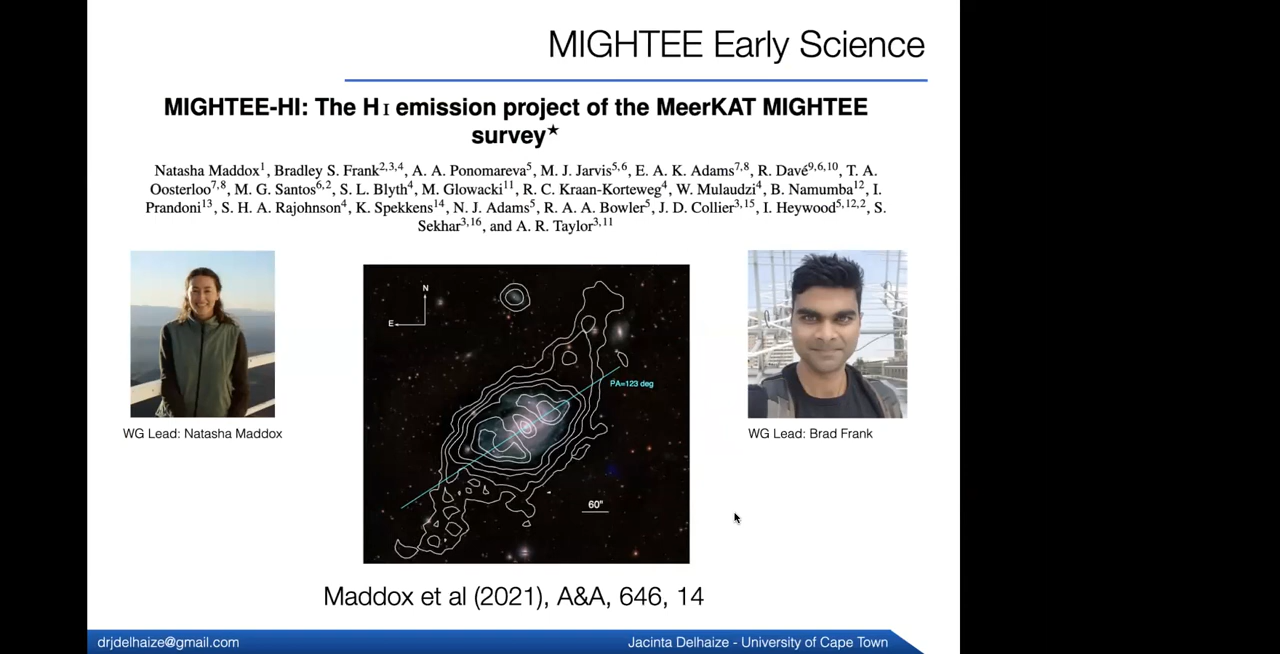 MIGHTEE Early Science
MIGHTEE-HI: The H I emission project of the MeerKAT MIGHTEE
survey★
Natasha Maddox1, Bradley S. Frank2,3,4, A. A. Ponomareva5, M. J. Jarvis5,6, E. A. K. Adams7,8, R. Davé9,6,10, T. A.
Oosterloo7,8, M. G. Santos6,2, S. L. Blyth4, M. Glowacki11, R. C. Kraan-Korteweg4, W. Mulaudzi4, B. Namumba12, I.
Prandoni13, S. H. A. Rajohnson4, K. Spekkens14, N. J. Adams5, R. A. A. Bowler5, J. D. Collier3,15, I. Heywood5,12,2, S.
Sekhar3,16, and A. R. Taylor3,11
N
E
PA=123 deg
60"
WG Lead: Natasha Maddox
WG Lead: Brad Frank
Maddox et al (2021), A&A, 646, 14
drjdelhaize@gmail.com
Jacinta Delhaize - University of Cape Town